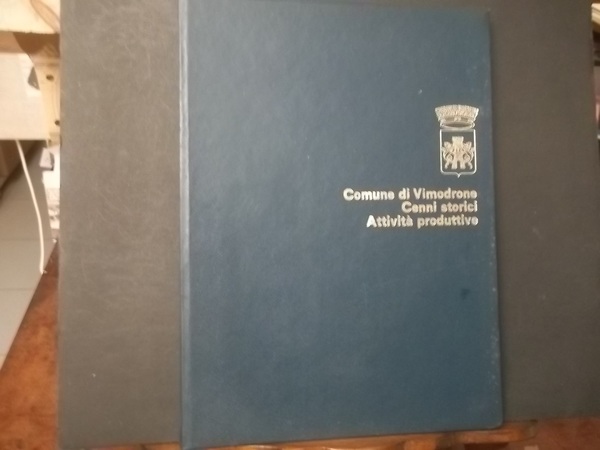 Comune di Vimodrone
Cenni storici
Attività produttive